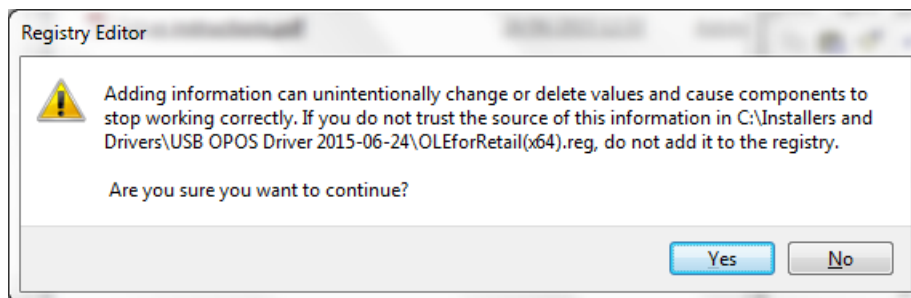 Registry Editor
Adding information can unintentionally change or delete values and cause components to
stop working correctly. If you do not trust the source of this information in C:\Installers and
Drivers\USB OPOS Driver 2015-06-24\OLEforRetail(x64).reg, do not add it to the registry.
Are you sure you want to continue?
Yes
No